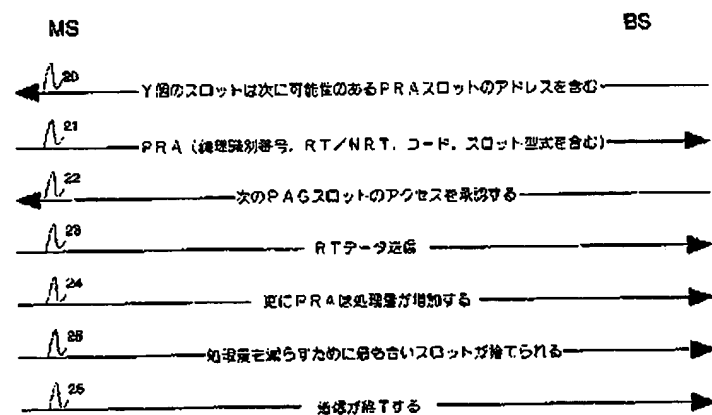 MS
BS
20
Y個のスロットは次に可能性のあるPRAスロットのアドレスを含む
21
PRA (論理識別番号, RT/NRT, コード, スロット型式を含む)
22
次のPAGスロットのアクセスを承認する
23
RTデータ送信
24
更にPRAは処理量が増加する
25
処理度を減らすために最も合いスロットが捨てられる
26
通信が終了する